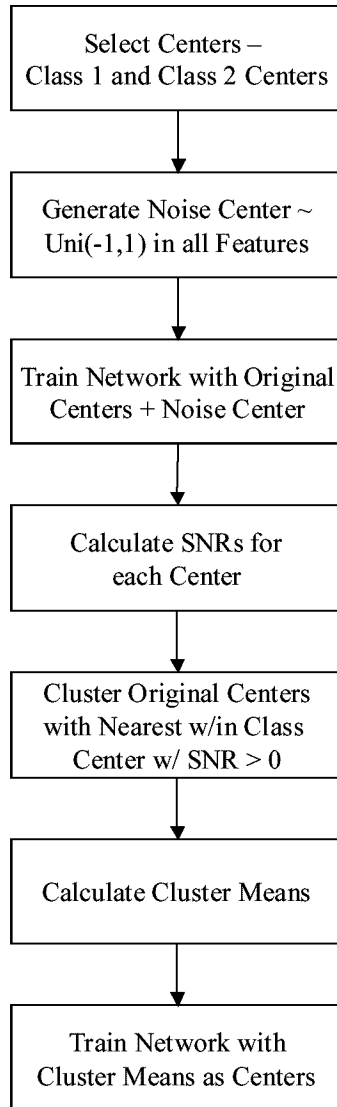 Select Centers –
Class 1 and Class 2 Centers
Generate Noise Center ~
Uni(-1,1) in all Features
Train Network with Original
Centers + Noise Center
Calculate SNRs for
each Center
Cluster Original Centers
with Nearest w/in Class
Center w/ SNR > 0
Calculate Cluster Means
Train Network with
Cluster Means as Centers